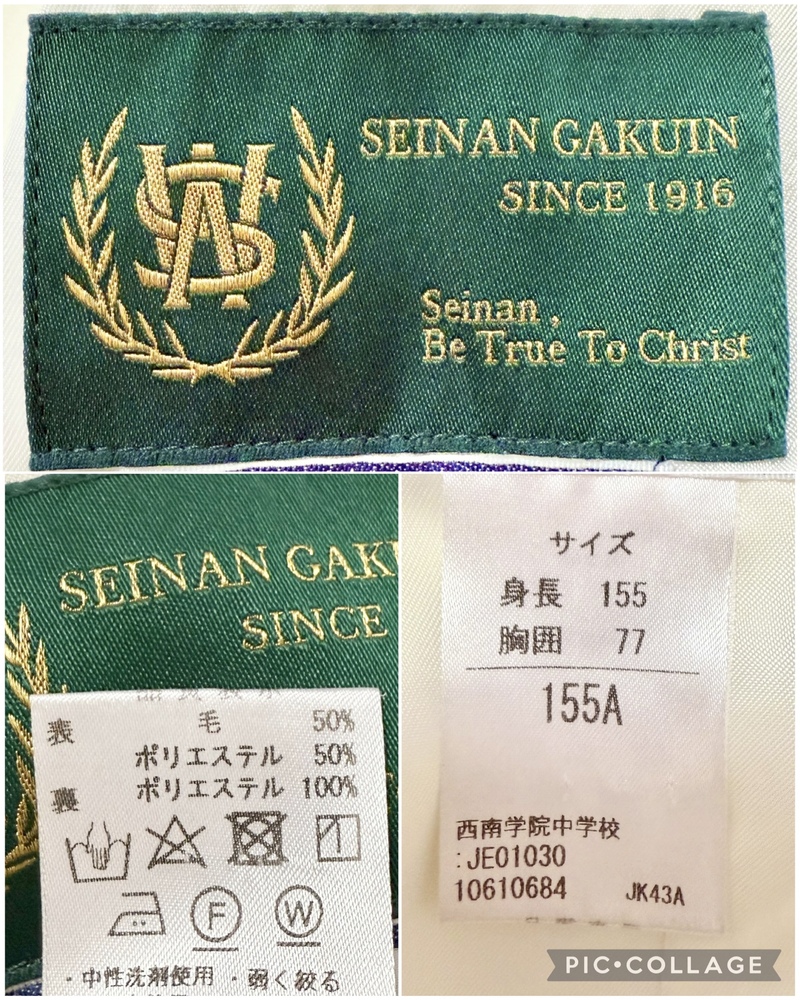 SEINAN GAKUIN
SINCE 1916
Seinan,
Be True To Christ
SEINAN GAKU
SINCE
表 毛 50%
ポリエステル 50%
裏 ポリエステル 100%
F W
・中性洗剤使用 ・弱く絞る
サイズ
身長 155
胸囲 77
155A
西南学院中学校
:JE01030
10610684 JK43A
PIC•COLLAGE